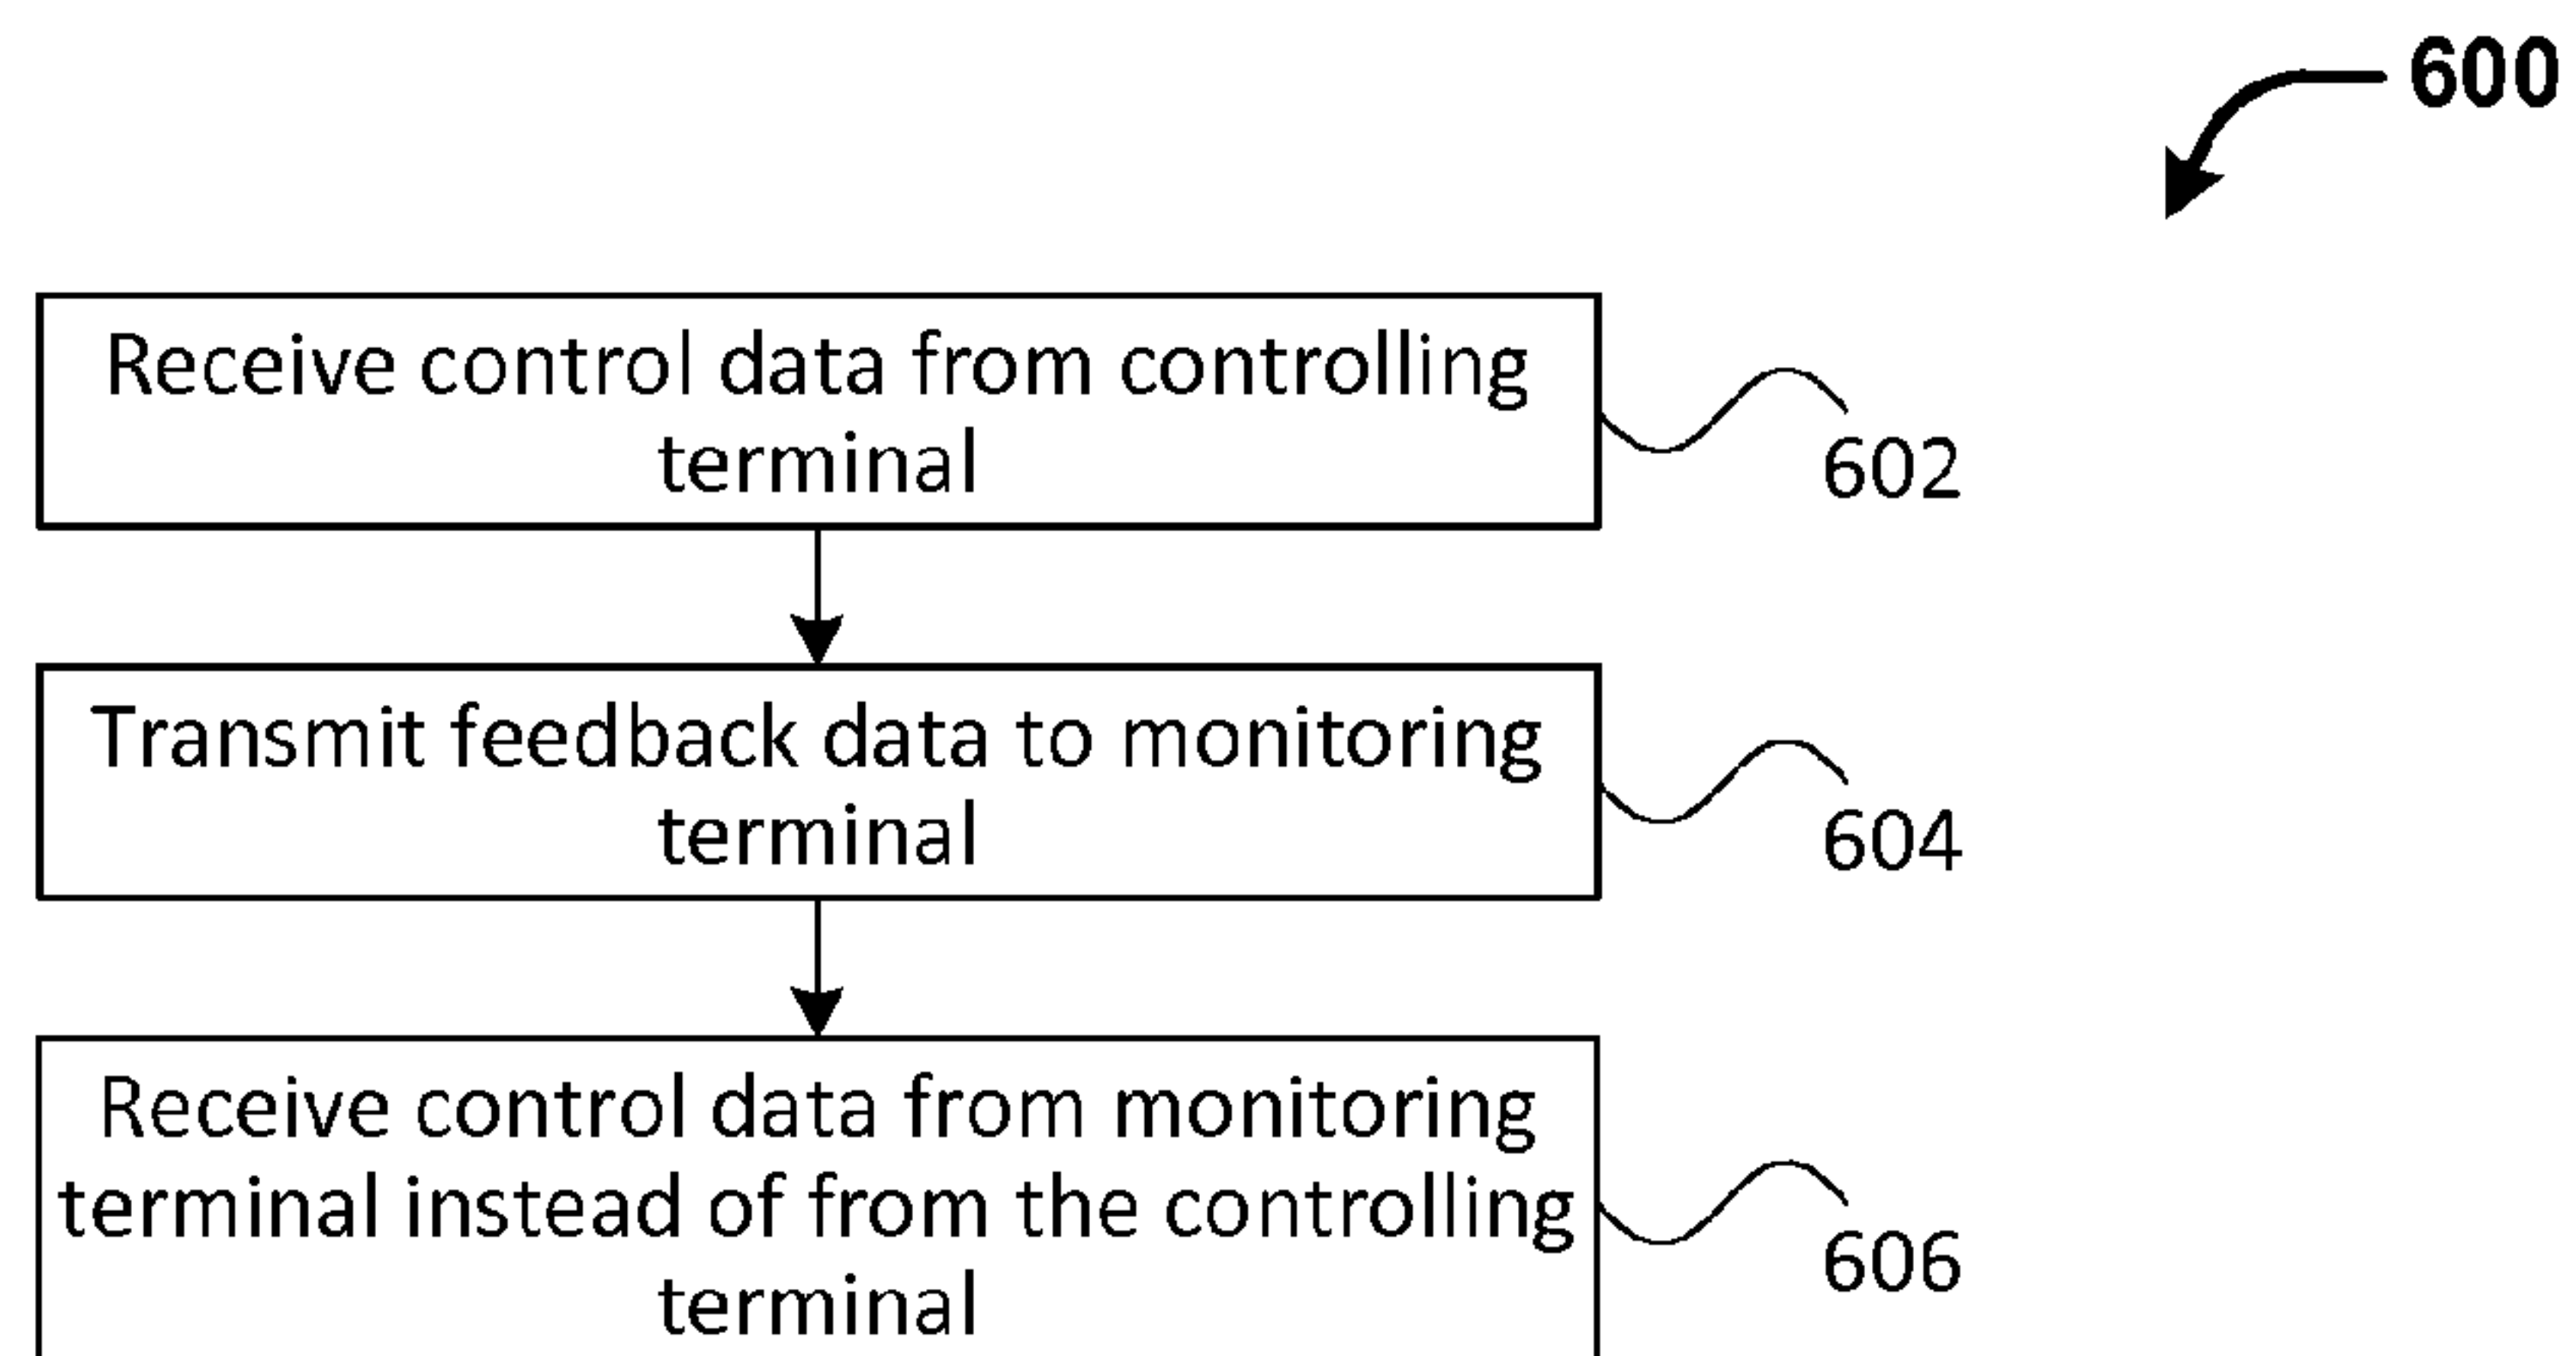 600
Receive control data from controlling
terminal
602
Transmit feedback data to monitoring
terminal
604
Receive control data from monitoring
terminal instead of from the controlling
terminal
606